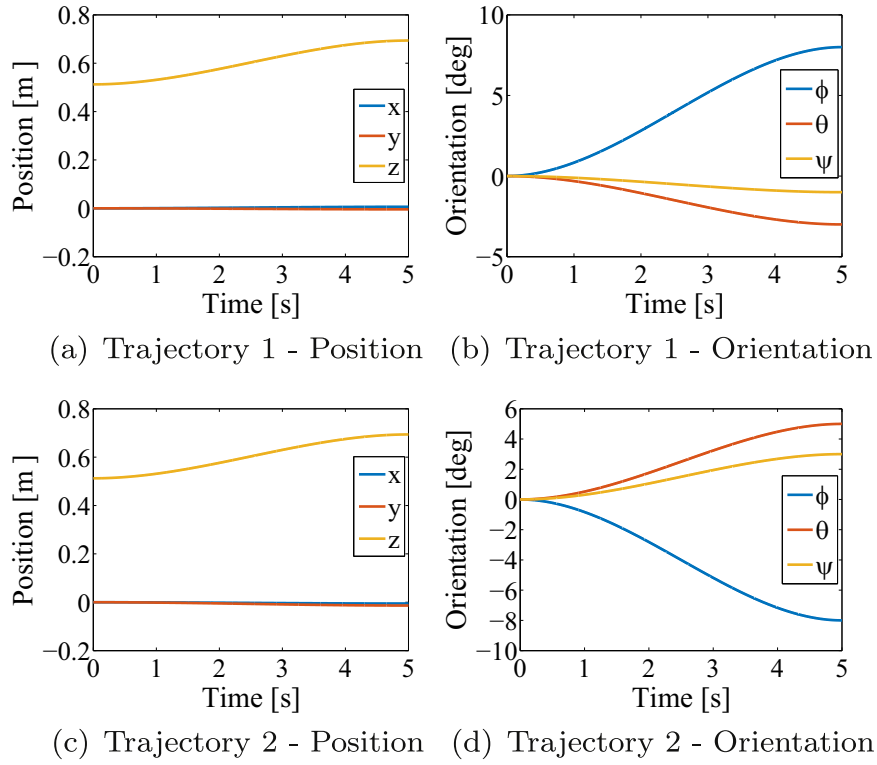 0.8
0.6
0.4
0.2
0
−0.2
Position [m ]
x
y
z
0 1 2 3 4 5
Time [s]
(a) Trajectory 1 - Position
10
5
0
−5
Orientation [deg]
ϕ
θ
ψ
0 1 2 3 4 5
Time [s]
(b) Trajectory 1 - Orientation
0.8
0.6
0.4
0.2
0
−0.2
Position [m ]
x
y
z
0 1 2 3 4 5
Time [s]
(c) Trajectory 2 - Position
6
4
2
0
−2
−4
−6
−8
−10
Orientation [deg]
ϕ
θ
ψ
0 1 2 3 4 5
Time [s]
(d) Trajectory 2 - Orientation